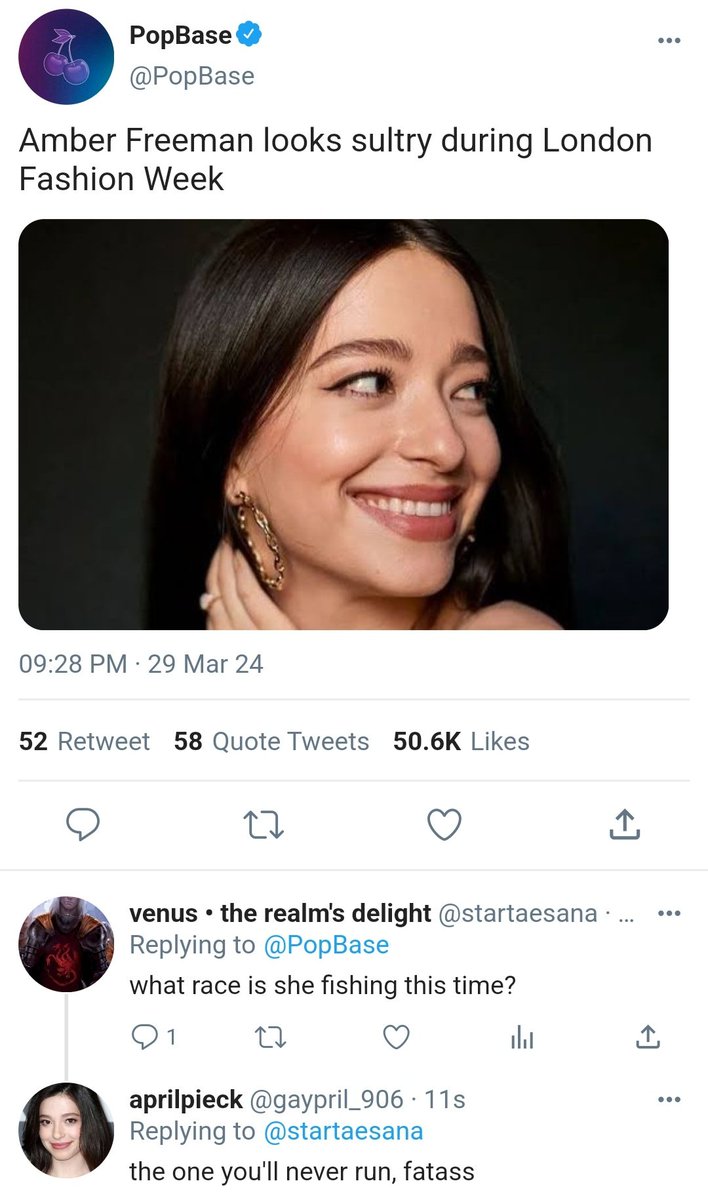 PopBase
@PopBase
Amber Freeman looks sultry during London
Fashion Week
09:28 PM · 29 Mar 24
52 Retweet 58 Quote Tweets 50.6K Likes
venus • the realm's delight @startaesana · ...
Replying to @PopBase
what race is she fishing this time?
1
aprilpieck @gaypril_906 · 11s
Replying to @startaesana
the one you'll never run, fatass